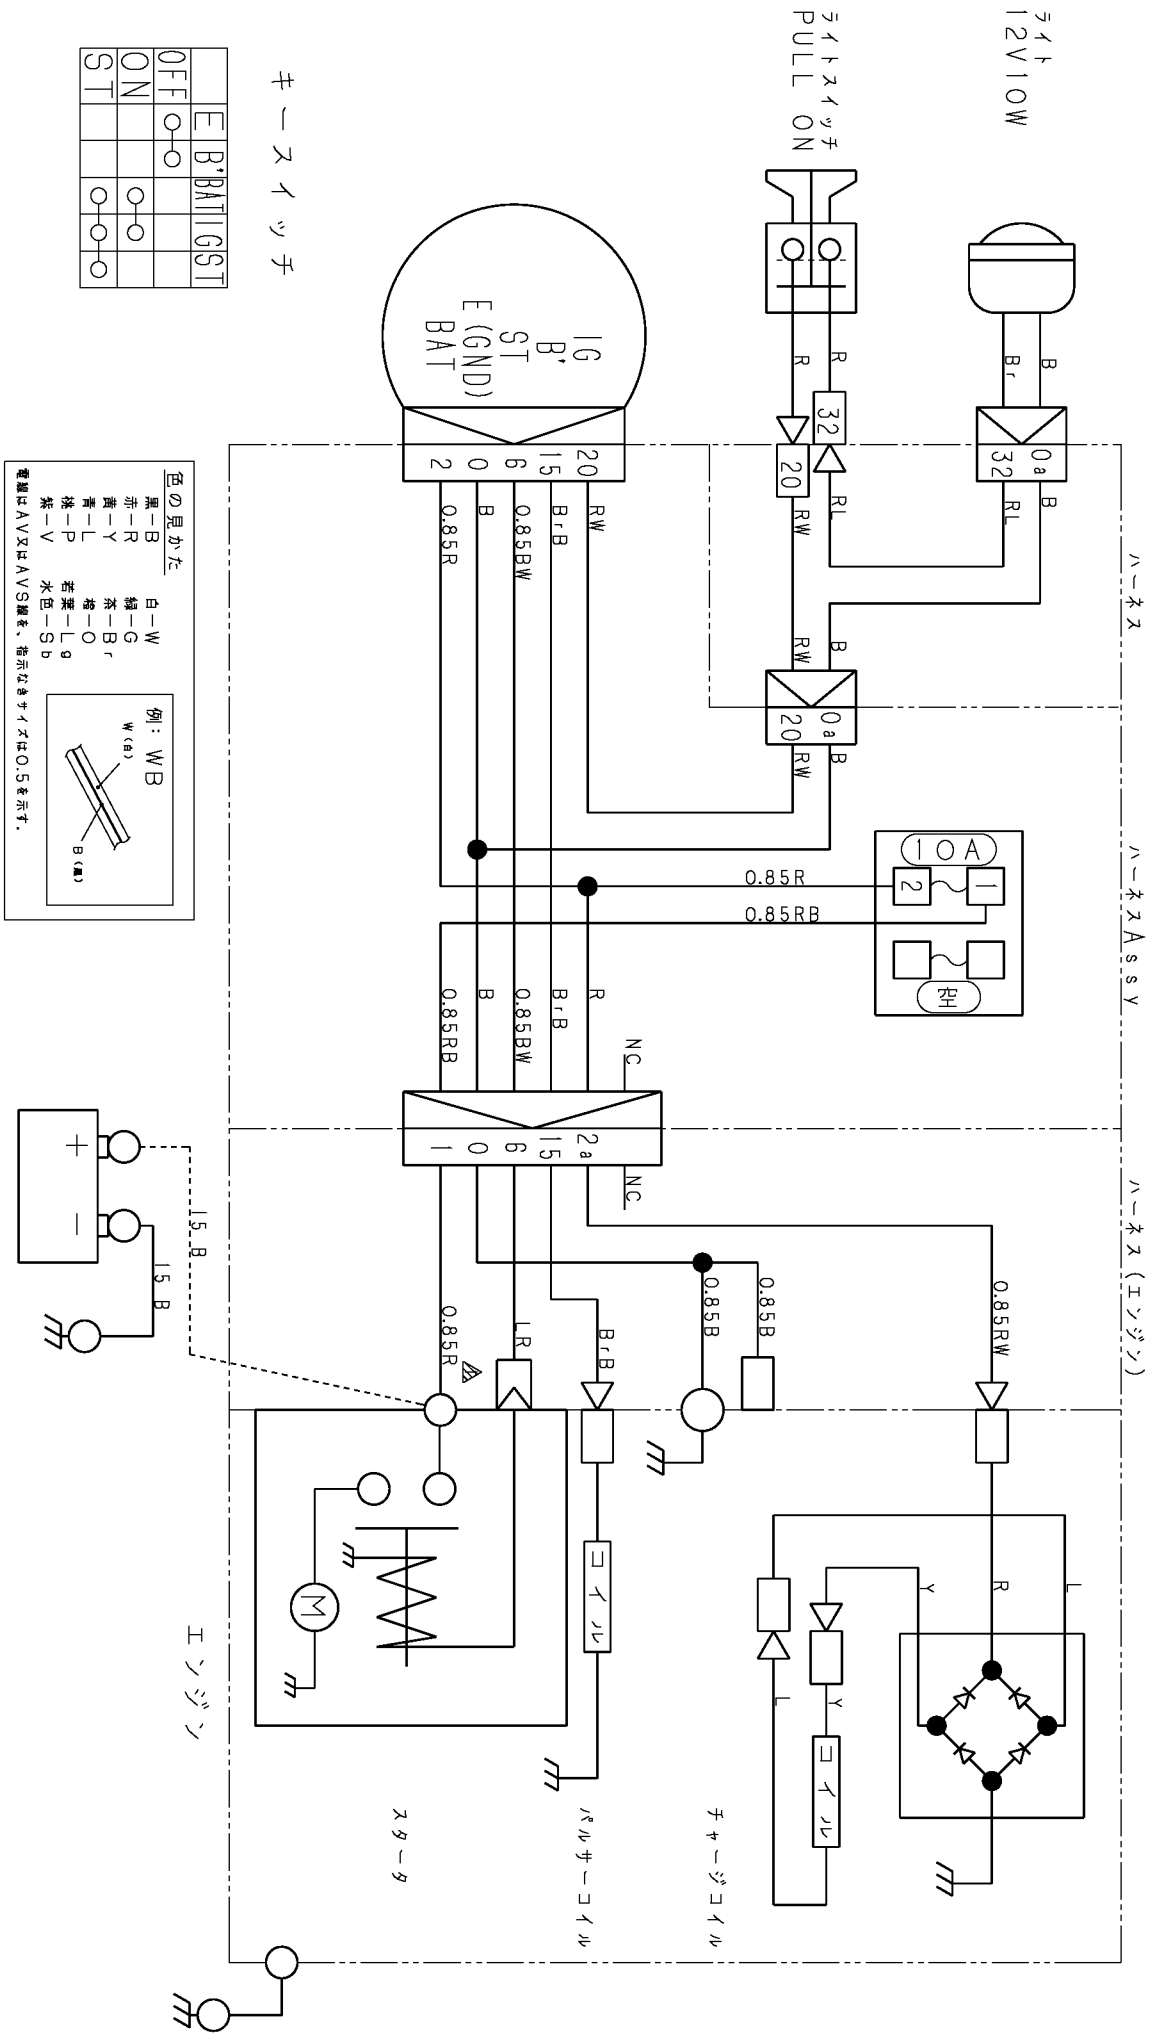 ライト
12V10W
ライトスイッチ
PULL ON
キースイッチ
E B' BAT IG ST
OFF
ON
ST
IG
B'
ST
E(GND)
BAT
20
15
6
0
2
RW
BrB
0.85BW
B
0.85R
B
Br
0a
32
B
RL
R
R
32
20
RL
RW
B
RW
0a
20
B
RW
ハーネス
ハーネスAssy
ハーネス(エンジン)
10A
2
1
空
0.85R
0.85RB
NC
R
BrB
0.85BW
B
0.85RB
2a
15
6
0
1
NC
0.85RW
0.85B
0.85B
BrB
LR
0.85R
L
R
Y
Y
L
コイル
コイル
M
チャージコイル
パルサーコイル
スタータ
エンジン
+
-
15 B
15 B
色の見かた
黒-B 白-W
赤-R 緑-G
黄-Y 茶-Br
青-L 橙-O
桃-P 若葉-Lg
紫-V 水色-Sb
電線はAV又はAVS線を、指示なきサイズは0.5を示す。
例: WB
W(白)
B(黒)